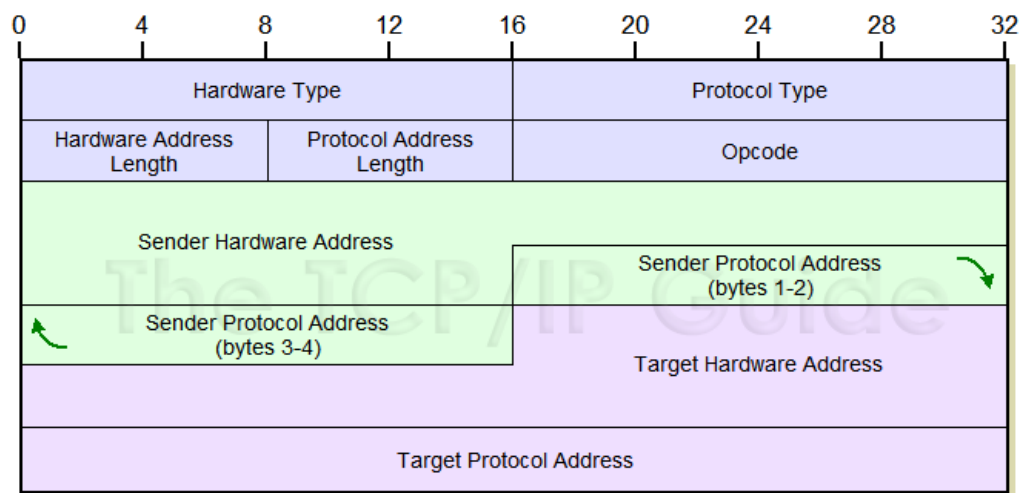 0 4 8 12 16 20 24 28 32
Hardware Type Protocol Type
Hardware Address
Length
Protocol Address
Length
Opcode
Sender Hardware Address
Sender Protocol Address
(bytes 1-2)
The TCP/IP Guide
Sender Protocol Address
(bytes 3-4)
Target Hardware Address
Target Protocol Address